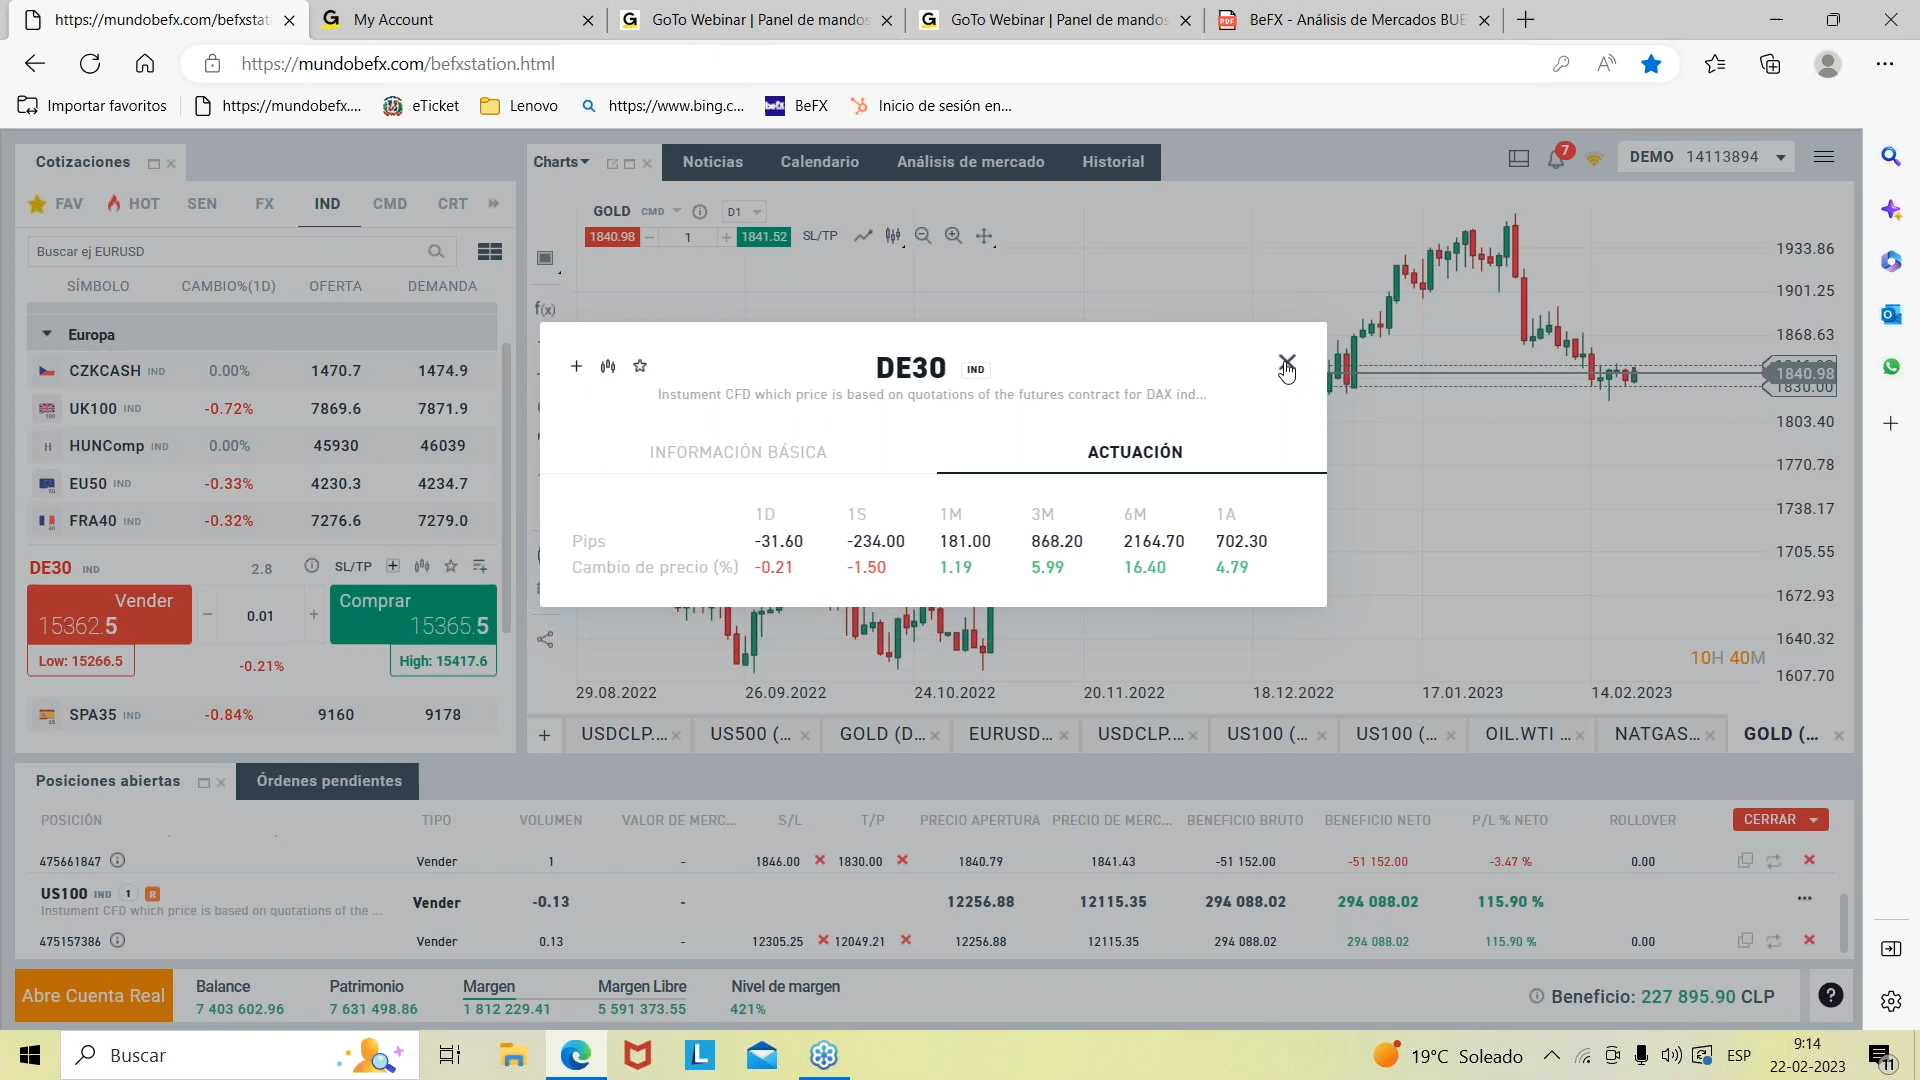 https://mundobefx.com/befxstati
My Account
GoTo Webinar | Panel de mandos
GoTo Webinar | Panel de mandos
BeFX - Análisis de Mercados BUE
https://mundobefx.com/befxstation.html
Importar favoritos
https://mundobefx....
eTicket
Lenovo
https://www.bing.c...
BeFX
Inicio de sesión en...
Cotizaciones
Charts
Noticias
Calendario
Análisis de mercado
Historial
7
DEMO 14113894
FAV
HOT
SEN
FX
IND
CMD
CRT
GOLD CMD
D1
1840.98
1
1841.52
SL/TP
Buscar ej EURUSD
SÍMBOLO CAMBIO%(1D) OFERTA DEMANDA
Europa
CZKCASH IND 0.00% 1470.7 1474.9
UK100 IND -0.72% 7869.6 7871.9
HUNComp IND 0.00% 45930 46039
EU50 IND -0.33% 4230.3 4234.7
FRA40 IND -0.32% 7276.6 7279.0
DE30 IND 2.8 SL/TP
Vender 15362.5
0.01
Comprar 15365.5
Low: 15266.5
-0.21%
High: 15417.6
SPA35 IND -0.84% 9160 9178
f(x)
DE30 IND
Instument CFD which price is based on quotations of the futures contract for DAX ind...
INFORMACIÓN BÁSICA
ACTUACIÓN
1D 1S 1M 3M 6M 1A
Pips -31.60 -234.00 181.00 868.20 2164.70 702.30
Cambio de precio (%) -0.21 -1.50 1.19 5.99 16.40 4.79
1933.86
1901.25
1868.63
1840.98
1830.00
1803.40
1770.78
1738.17
1705.55
1672.93
1640.32
1607.70
10H 40M
29.08.2022 26.09.2022 24.10.2022 20.11.2022 18.12.2022 17.01.2023 14.02.2023
USDCLP....
US500 (...
GOLD (D...
EURUSD...
USDCLP....
US100 (...
US100 (...
OIL.WTI ...
NATGAS...
GOLD (...
Posiciones abiertas
Órdenes pendientes
POSICIÓN TIPO VOLUMEN VALOR DE MERC... S/L T/P PRECIO APERTURA PRECIO DE MERC... BENEFICIO BRUTO BENEFICIO NETO P/L % NETO ROLLOVER CERRAR
475661847 Vender 1 - 1846.00 1830.00 1840.79 1841.43 -51 152.00 -51 152.00 -3.47 % 0.00
US100 IND 1 R Vender -0.13 - 12256.88 12115.35 294 088.02 294 088.02 115.90 %
Instument CFD which price is based on quotations of the ...
475157386 Vender 0.13 - 12305.25 12049.21 12256.88 12115.35 294 088.02 294 088.02 115.90 % 0.00
Abre Cuenta Real
Balance Patrimonio Margen Margen Libre Nivel de margen
7 403 602.96 7 631 498.86 1 812 229.41 5 591 373.55 421%
Beneficio: 227 895.90 CLP
Buscar
19°C Soleado
ESP
9:14
22-02-2023
11